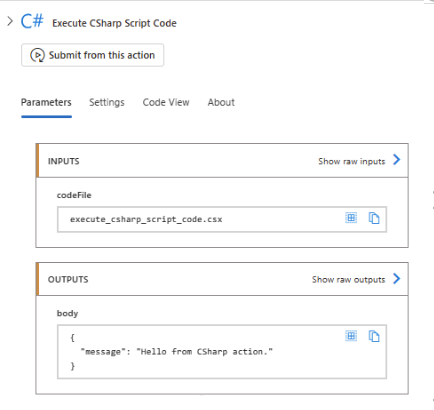 C# Execute CSharp Script Code
Submit from this action
Parameters Settings Code View About
INPUTS Show raw inputs
codeFile
execute_csharp_script_code.csx
OUTPUTS Show raw outputs
body
{
"message": "Hello from CSharp action."
}